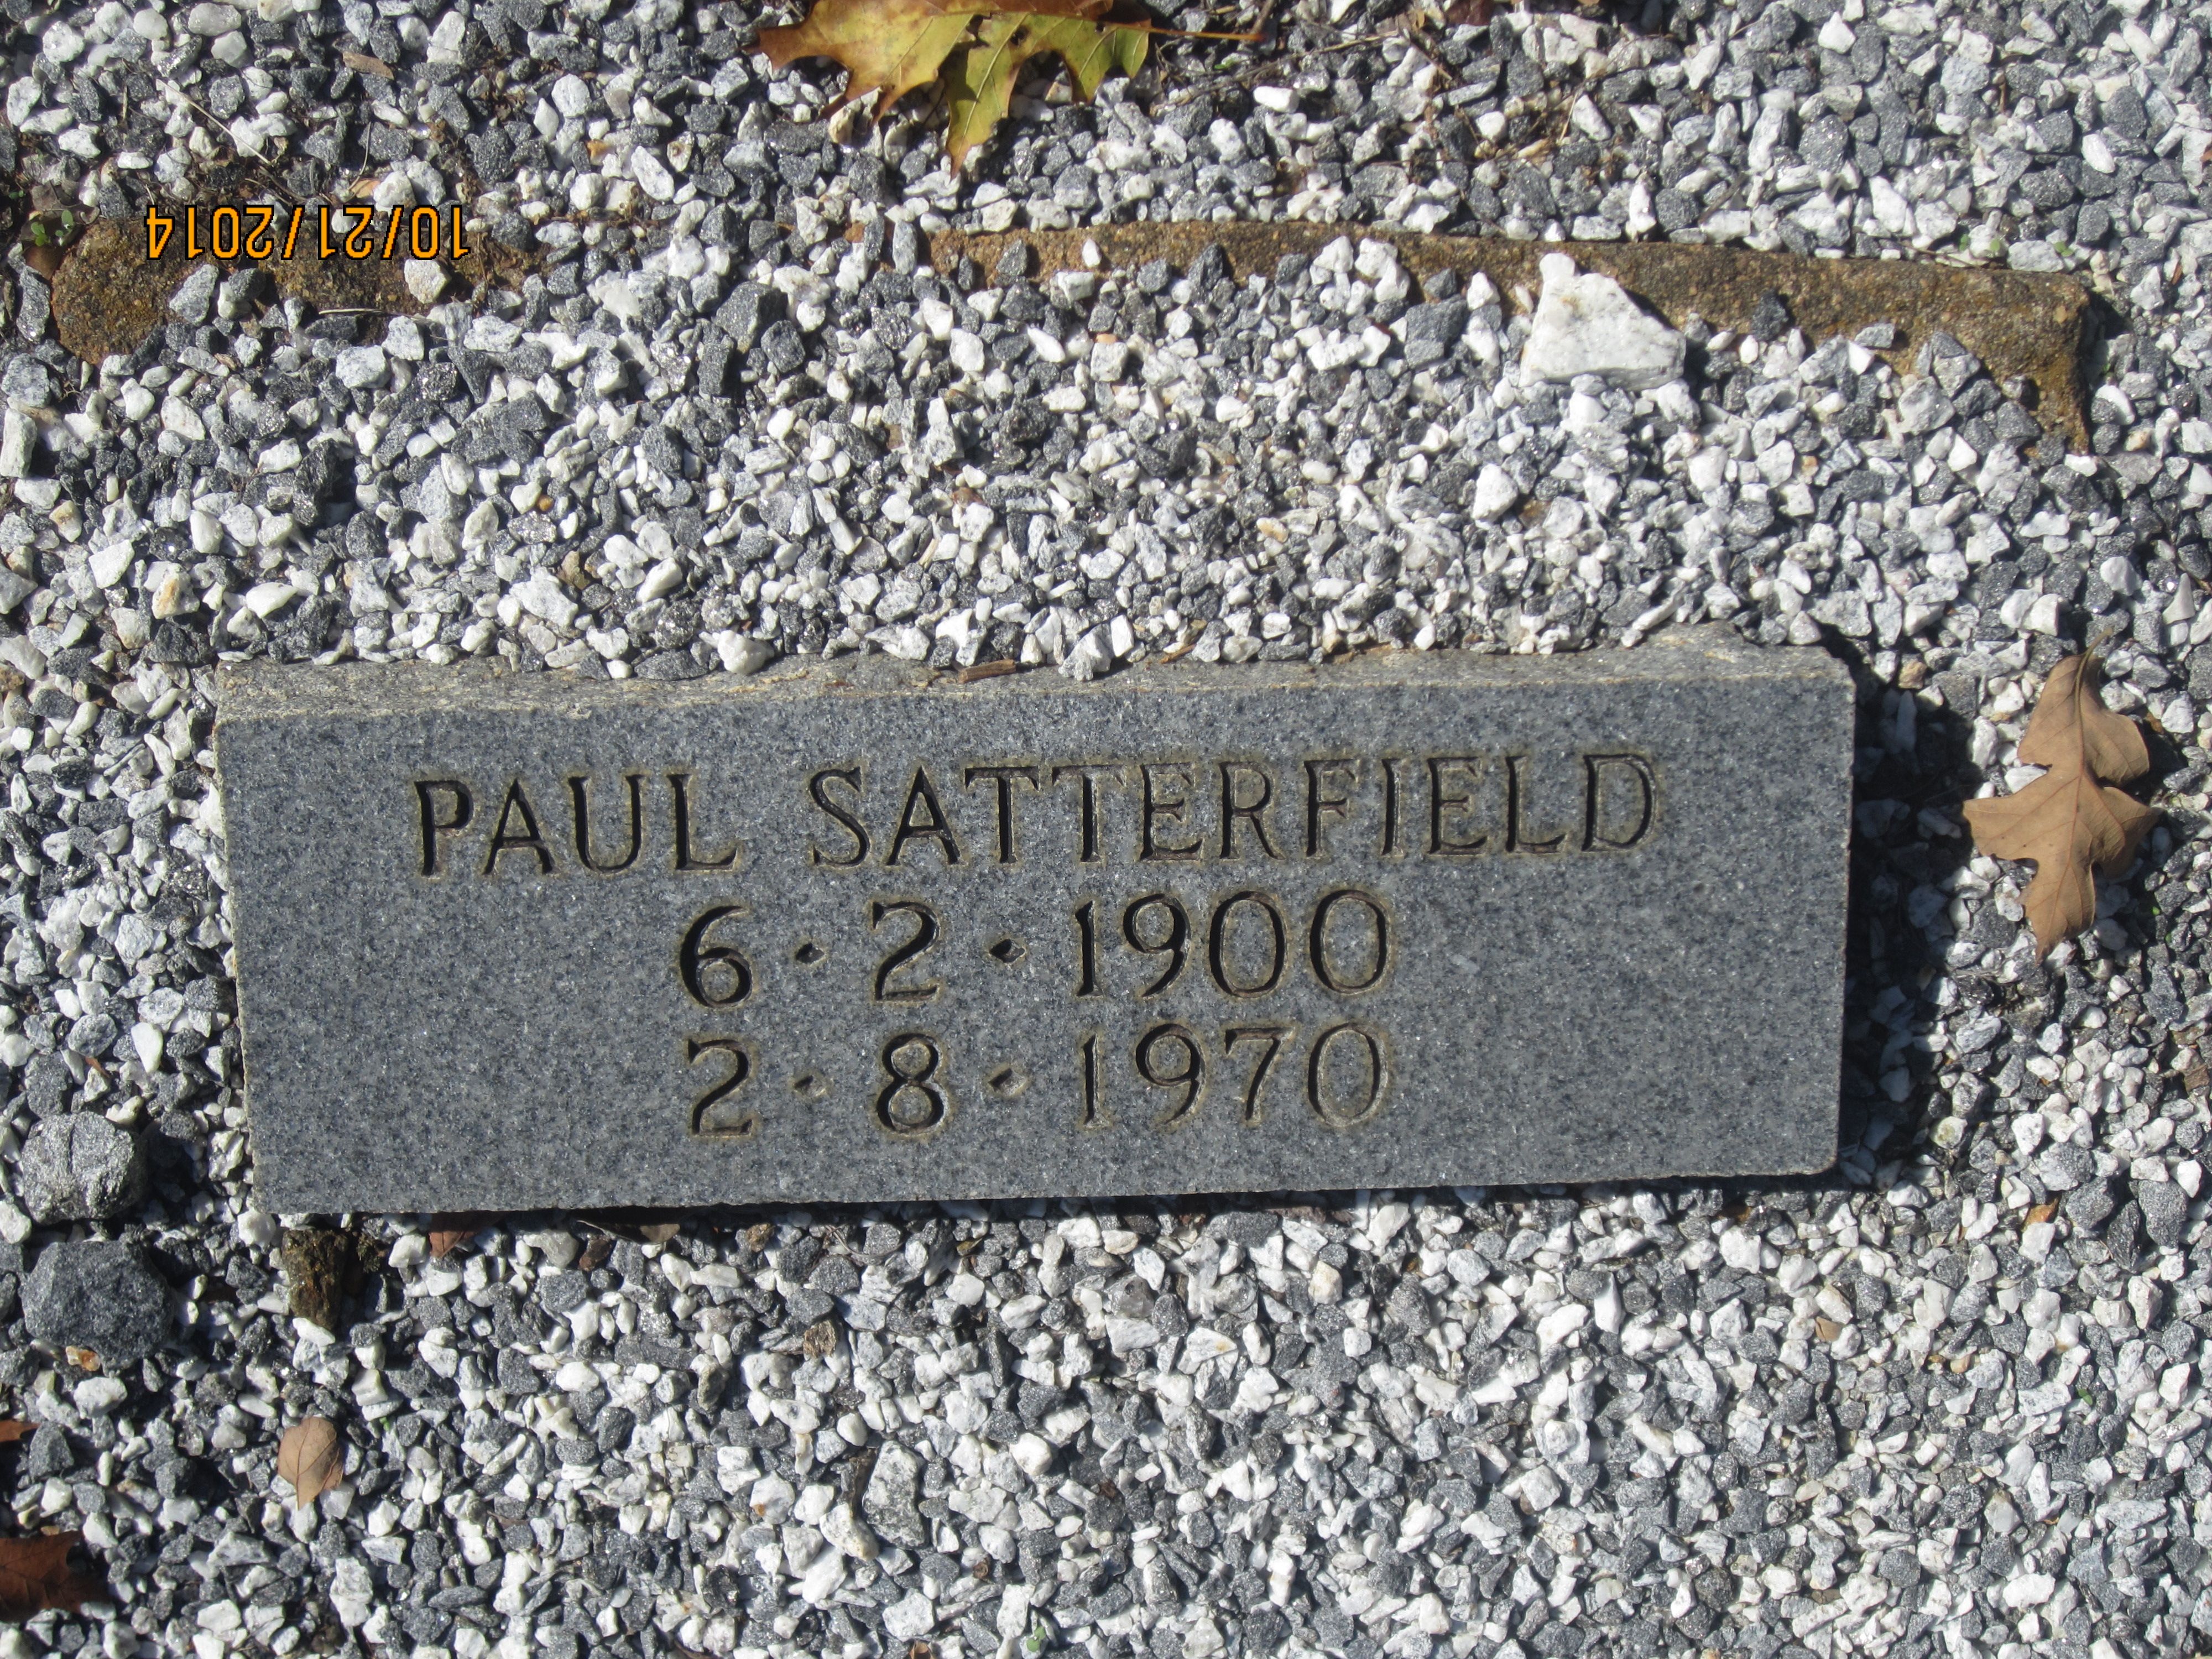 10/21/2014
PAUL SATTERFIELD
6 · 2 · 1900
2 · 8 · 1970